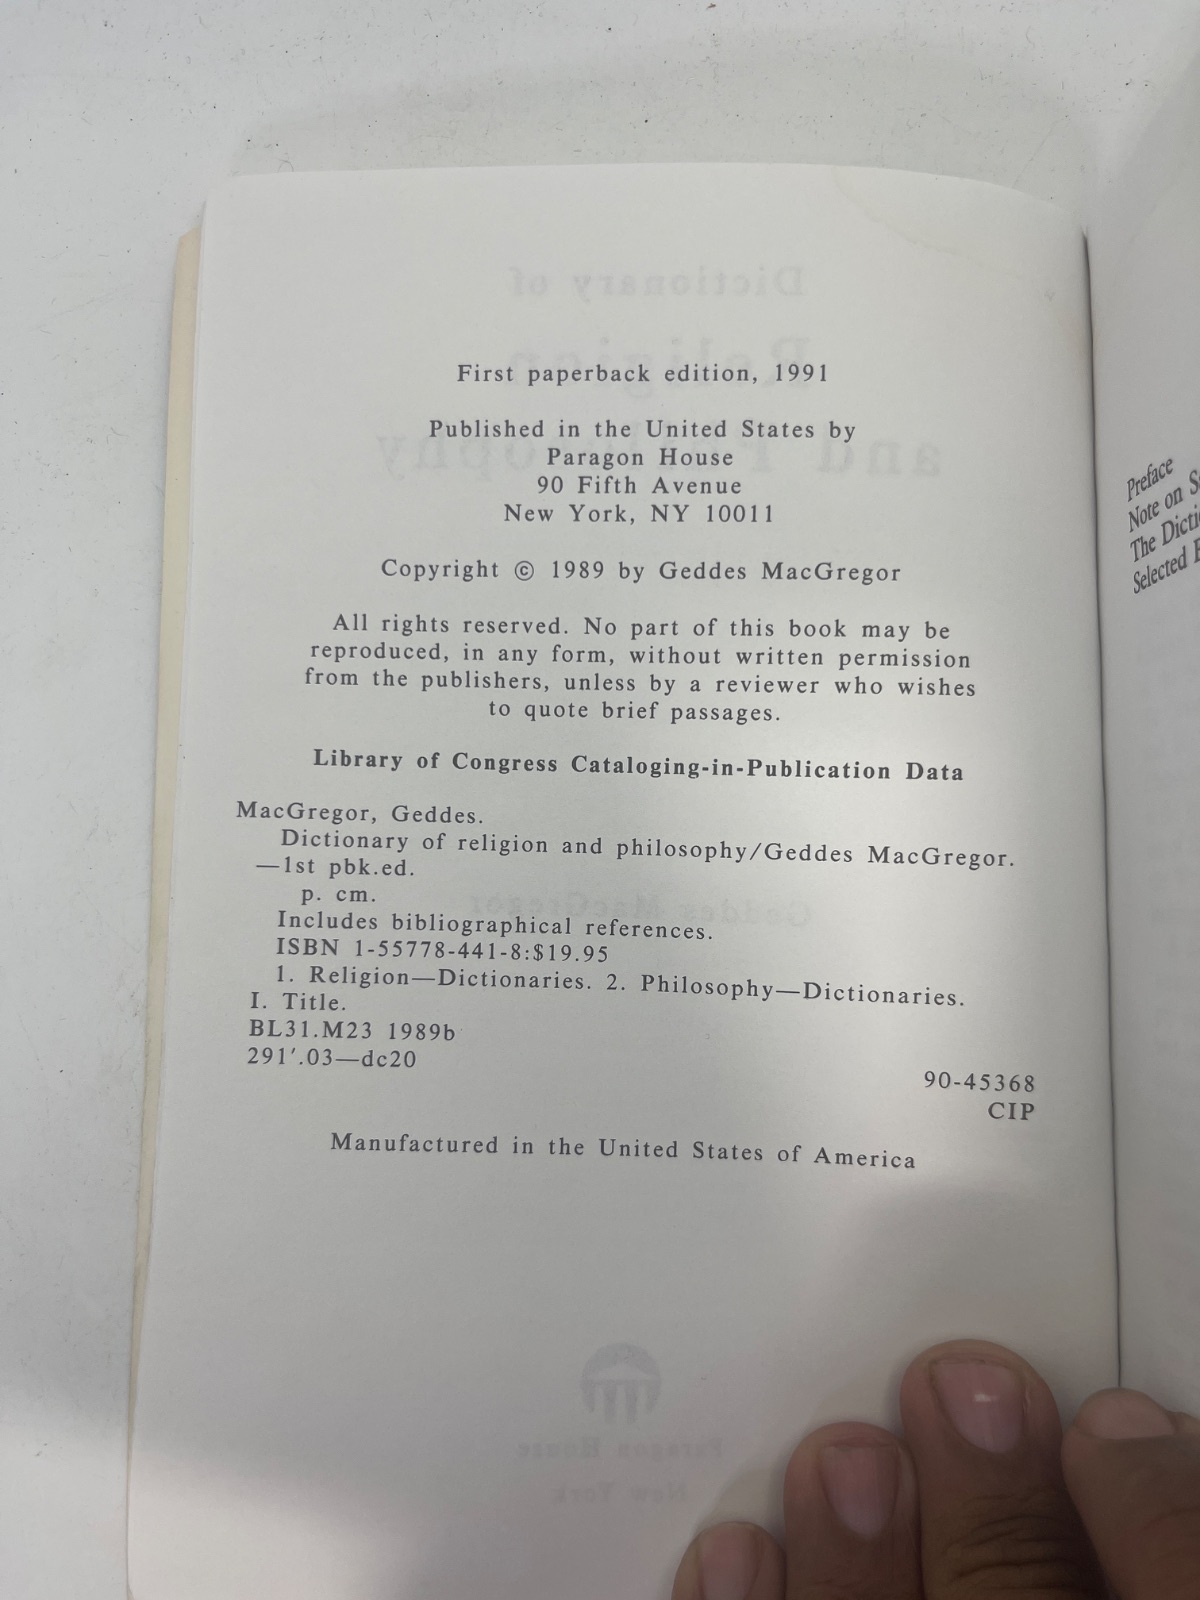 First paperback edition, 1991
Published in the United States by
Paragon House
90 Fifth Avenue
New York, NY 10011
Copyright © 1989 by Geddes MacGregor
All rights reserved. No part of this book may be
reproduced, in any form, without written permission
from the publishers, unless by a reviewer who wishes
to quote brief passages.
Library of Congress Cataloging-in-Publication Data
MacGregor, Geddes.
Dictionary of religion and philosophy/Geddes MacGregor.
—1st pbk.ed.
p. cm.
Includes bibliographical references.
ISBN 1-55778-441-8:$19.95
1. Religion—Dictionaries. 2. Philosophy—Dictionaries.
I. Title.
BL31.M23 1989b
291′.03—dc20
90-45368
CIP
Manufactured in the United States of America
Preface
Note on
The
Selected